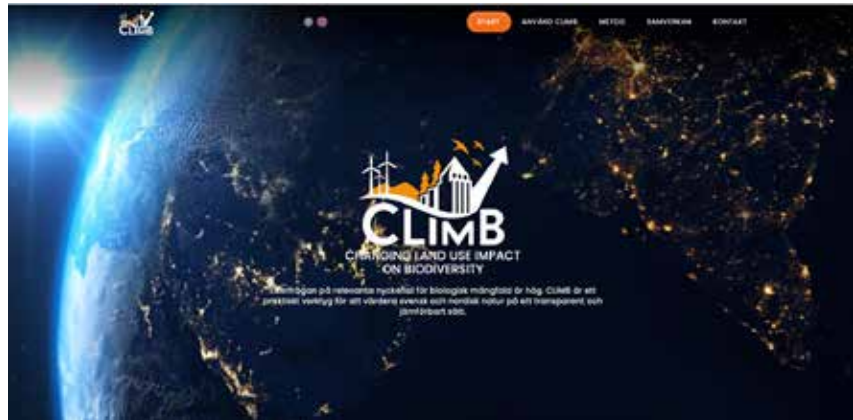 CLImB
START ANVÄND CLIMB METOD SAMVERKAN KONTAKT
CLImB
CHANGING LAND USE IMPACT
ON BIODIVERSITY
Efterfrågan på relevanta nyckeltal för biologisk mångfald är hög. CLImB är ett
praktiskt verktyg för att värdera svensk och nordisk natur på ett transparent och
jämförbart sätt.